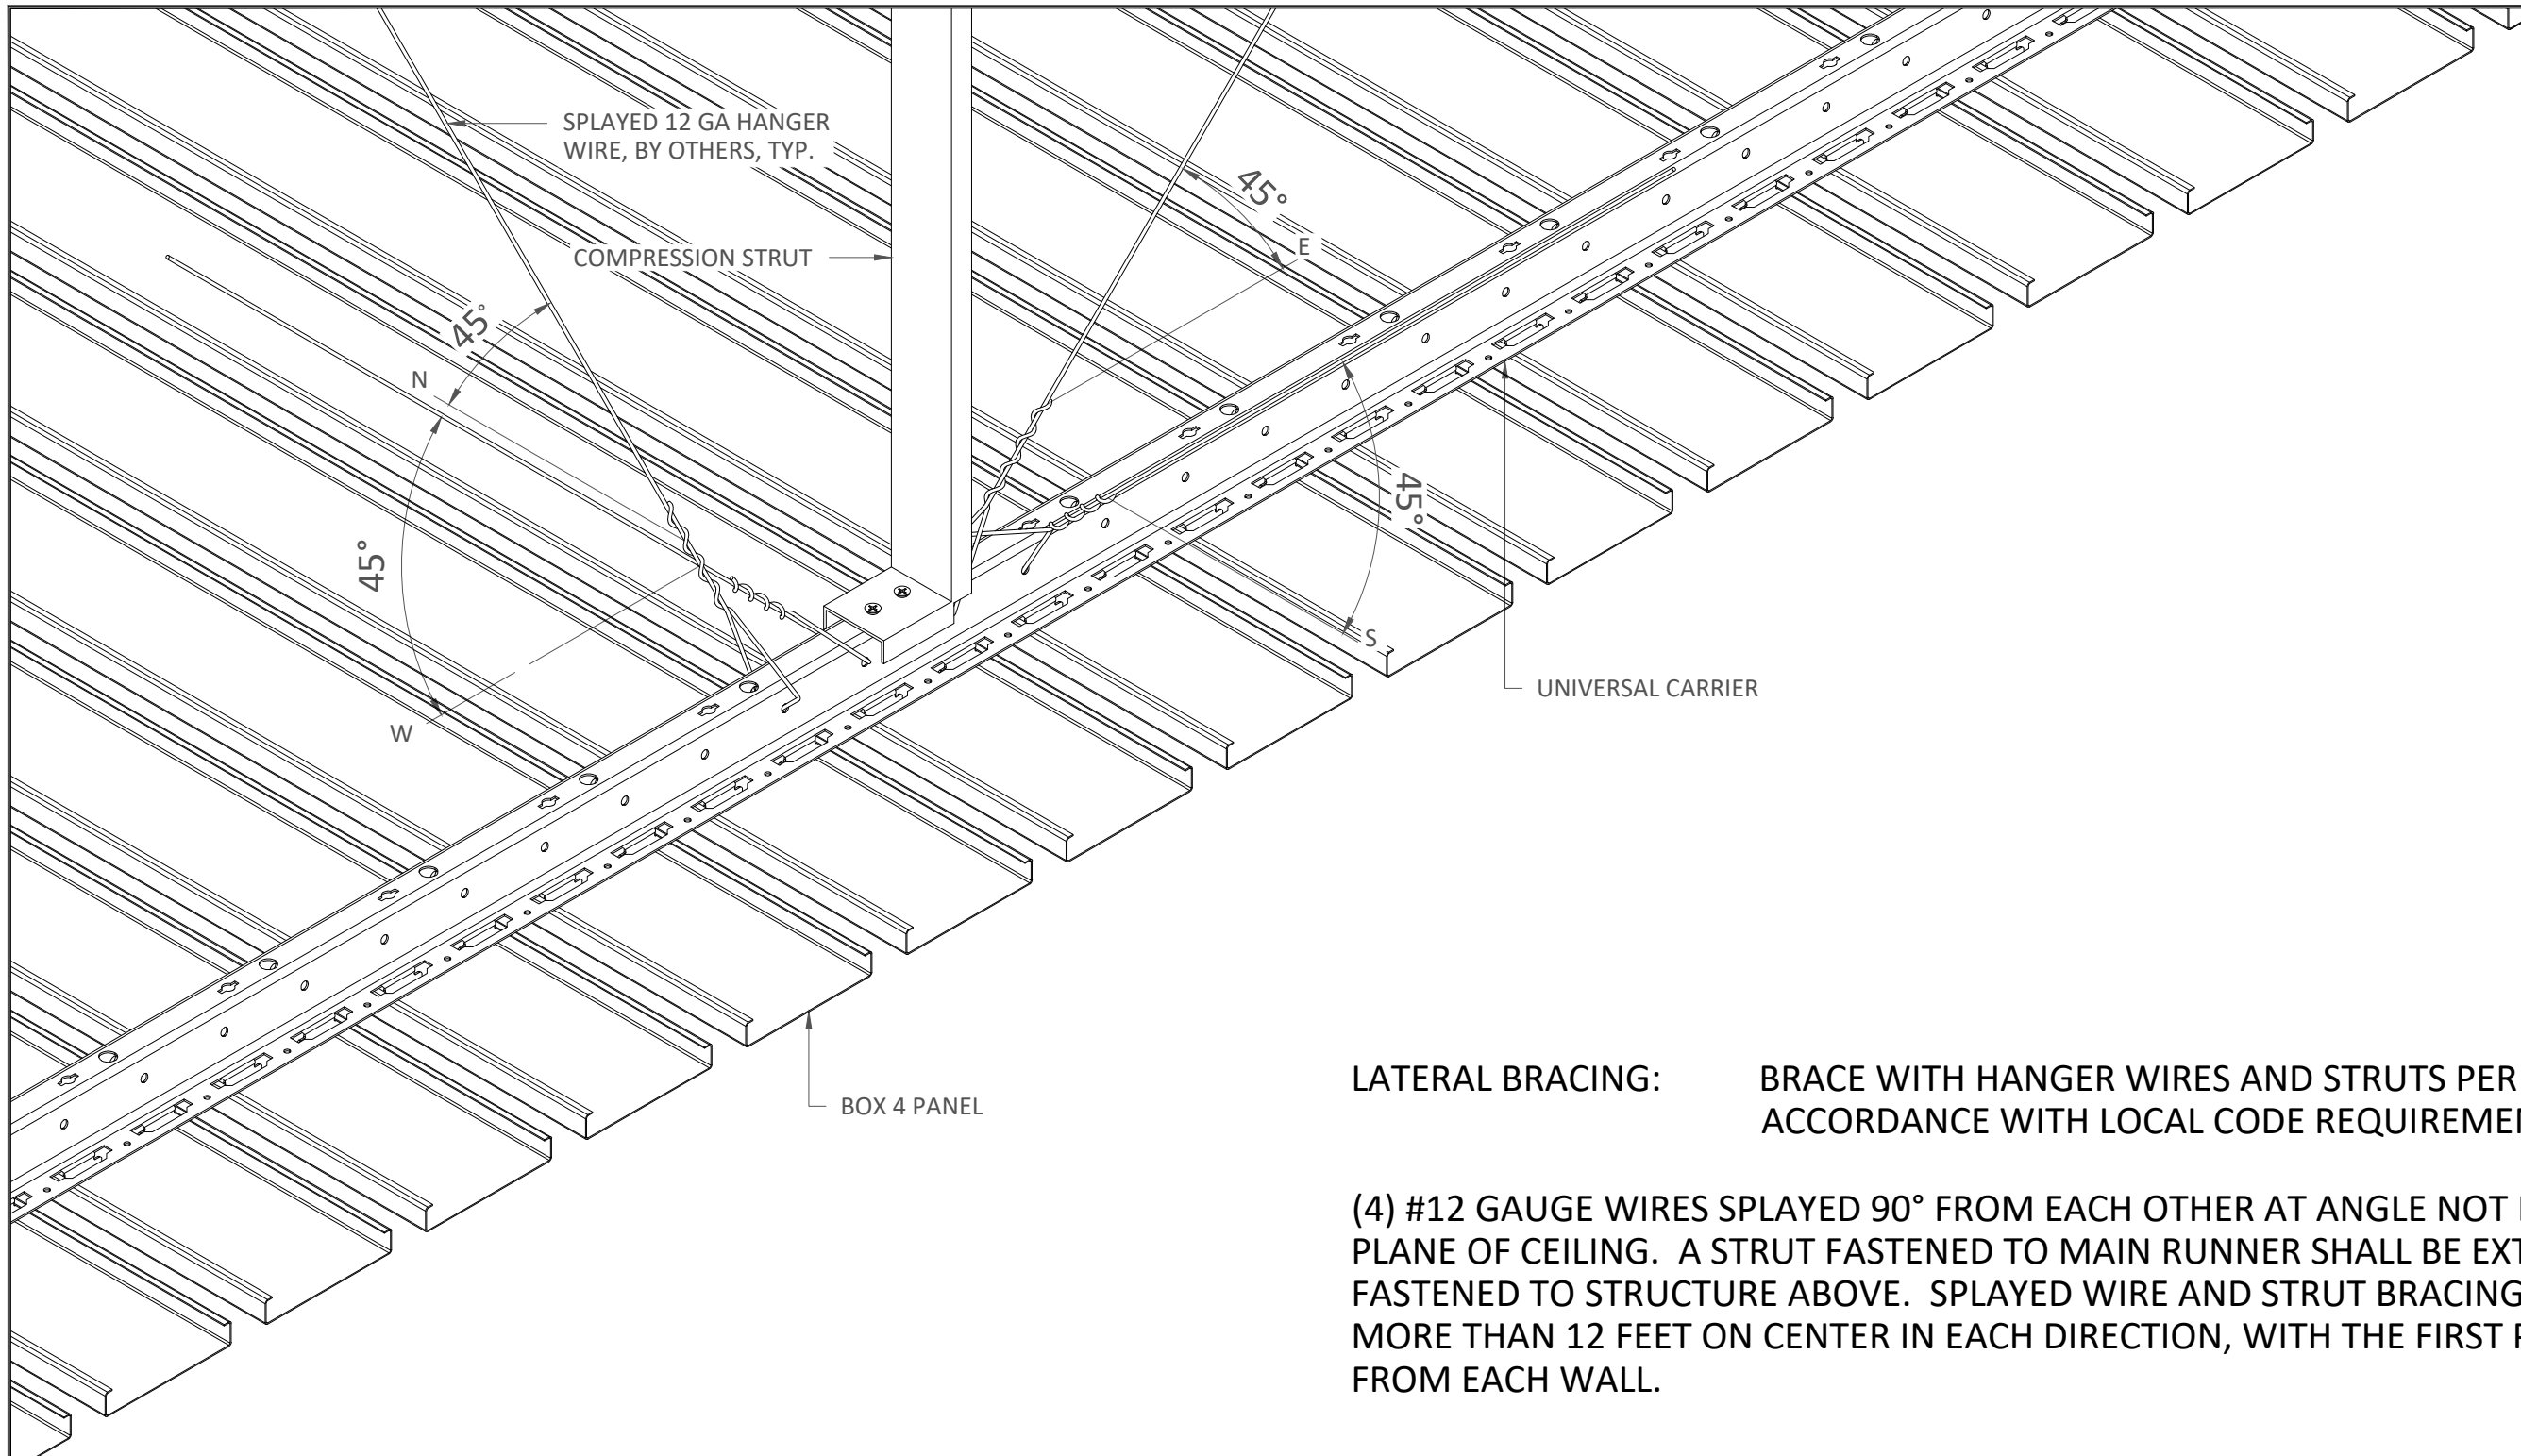 SPLAYED 12 GA HANGER
WIRE, BY OTHERS, TYP.
45°
E
COMPRESSION STRUT
45°
N
45°
45°
S
UNIVERSAL CARRIER
W
BOX 4 PANEL
LATERAL BRACING: BRACE WITH HANGER WIRES AND STRUTS PER
ACCORDANCE WITH LOCAL CODE
(4) #12 GAUGE WIRES SPLAYED 90° FROM EACH OTHER AT ANGLE NOT
PLANE OF CEILING. A STRUT FASTENED TO MAIN RUNNER SHALL BE
FASTENED TO STRUCTURE ABOVE. SPLAYED WIRE AND STRUT BRACING
MORE THAN 12 FEET ON CENTER IN EACH DIRECTION, WITH THE FIRST
FROM EACH WALL.